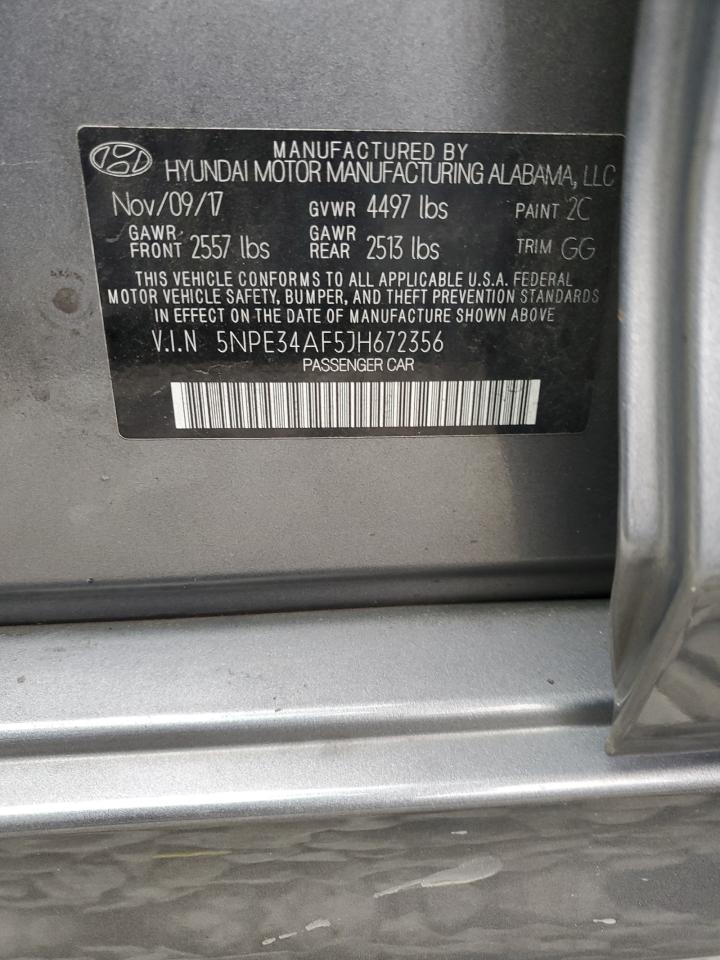 MANUFACTURED BY
HYUNDAI MOTOR MANUFACTURING ALABAMA, LLC
Nov/09/17 GVWR 4497 lbs PAINT 2C
GAWR FRONT 2557 lbs GAWR REAR 2513 lbs TRIM GG
THIS VEHICLE CONFORMS TO ALL APPLICABLE U.S.A. FEDERAL
MOTOR VEHICLE SAFETY, BUMPER, AND THEFT PREVENTION STANDARDS
IN EFFECT ON THE DATE OF MANUFACTURE SHOWN ABOVE.
V.I.N 5NPE34AF5JH672356
PASSENGER CAR